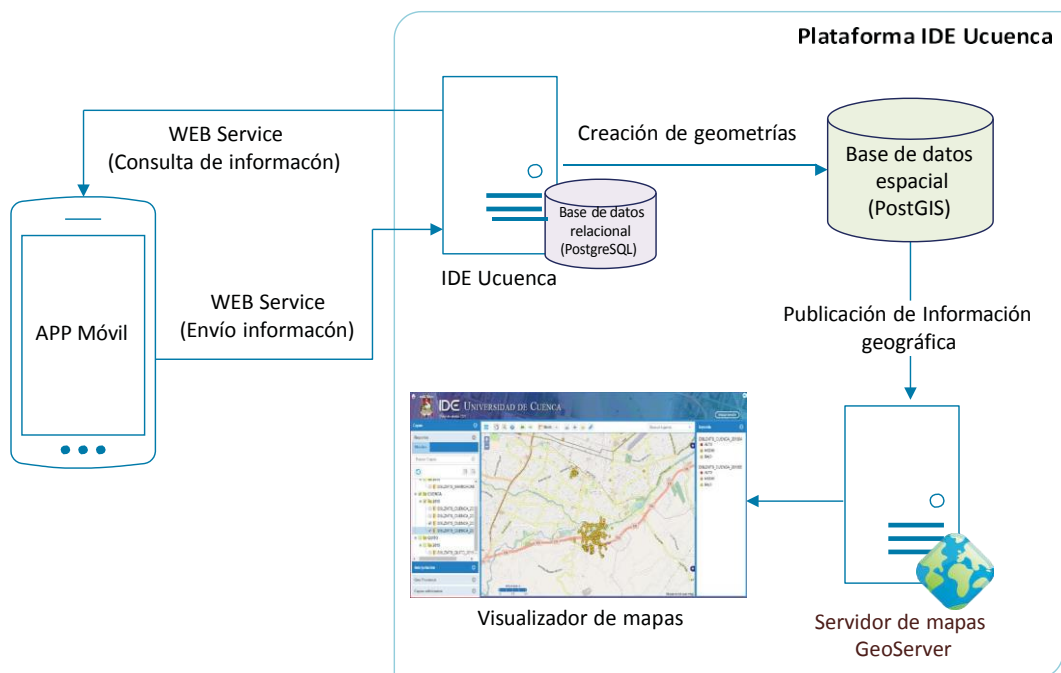 Plataforma IDE Ucuenca
WEB Service
(Consulta de informacón)
Creación de geometrías
Base de datos
espacial
(PostGIS)
Base de datos
relacional
(PostgreSQL)
IDE Ucuenca
APP Móvil
WEB Service
(Envío informacón)
Publicación de Información
geográfica
IDE UNIVERSIDAD DE CUENCA
Visualizador de mapas
Servidor de mapas
GeoServer